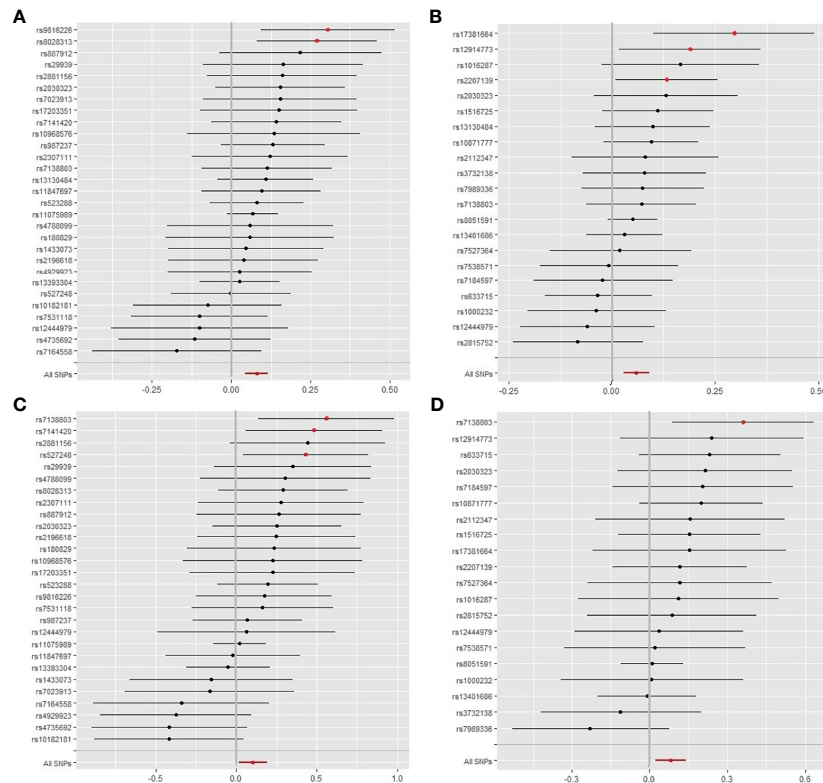 A
rs9816226
rs8028313
rs887912
rs29939
rs2881156
rs2030323
rs7023913
rs17203351
rs7141420
rs10968576
rs987237
rs2307111
rs7138803
rs13130484
rs11847697
rs523288
rs11075989
rs4788099
rs180829
rs1433073
rs2196618
rs4929923
rs13393304
rs527248
rs10182181
rs7531118
rs12444979
rs4735692
rs7164558
All SNPs
-0.25 0.00 0.25 0.50
B
rs17381664
rs12914773
rs1016287
rs2207139
rs2030323
rs1516725
rs13130484
rs10871777
rs2112347
rs3732138
rs7989336
rs7138803
rs8051591
rs13401686
rs7527364
rs7538571
rs7184597
rs633715
rs1000232
rs12444979
rs2815752
All SNPs
-0.25 0.00 0.25 0.50
C
rs7138803
rs7141420
rs2881156
rs527248
rs29939
rs4788099
rs8028313
rs2307111
rs887912
rs2030323
rs2196618
rs180829
rs10968576
rs17203351
rs523288
rs9816226
rs7531118
rs987237
rs12444979
rs11075989
rs11847697
rs13393304
rs1433073
rs7023913
rs7164558
rs4929923
rs4735692
rs10182181
All SNPs
-0.5 0.0 0.5 1.0
D
rs7138803
rs12914773
rs633715
rs2030323
rs7184597
rs10871777
rs2112347
rs1516725
rs17381664
rs2207139
rs7527364
rs1016287
rs2815752
rs12444979
rs7538571
rs8051591
rs1000232
rs13401686
rs3732138
rs7989336
All SNPs
-0.3 0.0 0.3 0.6